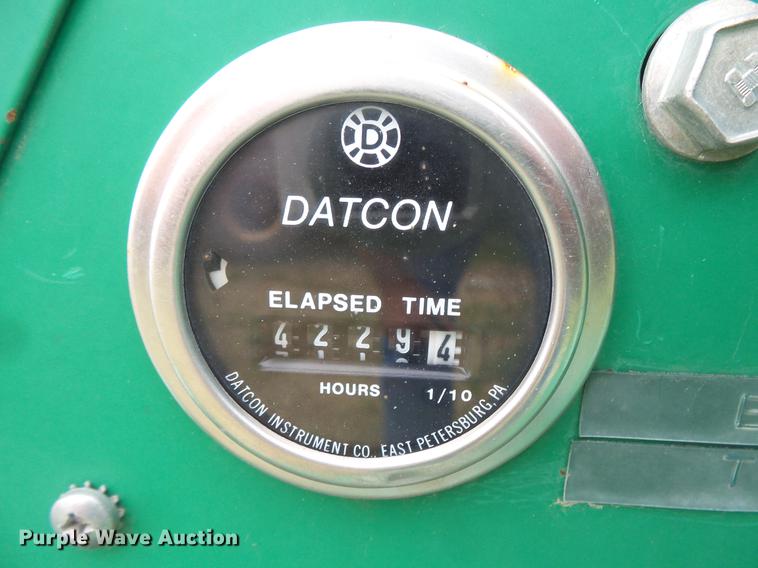 D
DATCON
ELAPSED TIME
4 2 2 9 4
HOURS 1/10
DATCON INSTRUMENT CO., EAST PETERSBURG, PA.
T
Purple Wave Auction